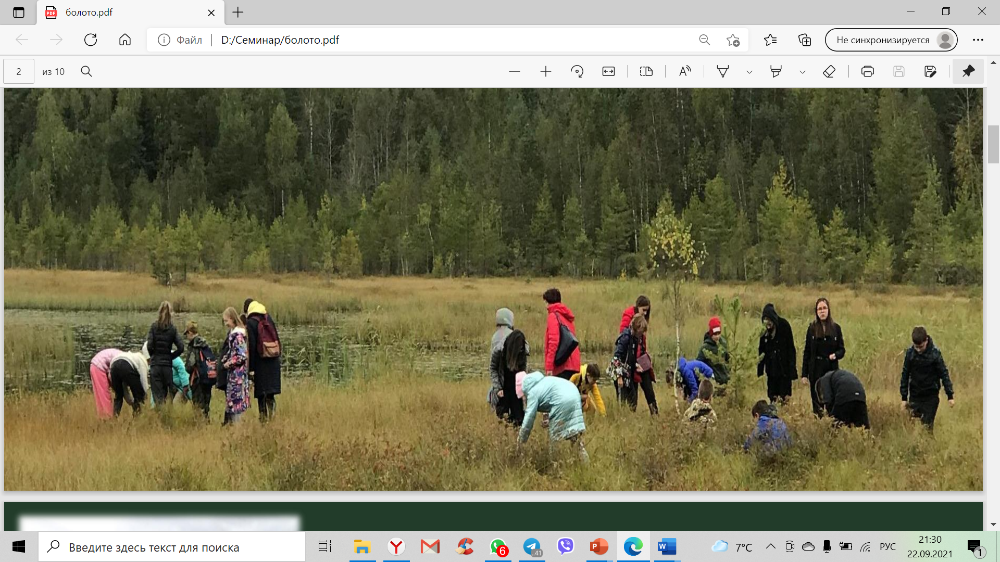 болото.pdf
Файл
D:/Семинар/болото.pdf
Не синхронизируется
2
из 10
Введите здесь текст для поиска
6
..41
7°C
РУС
21:30
22.09.2021
1